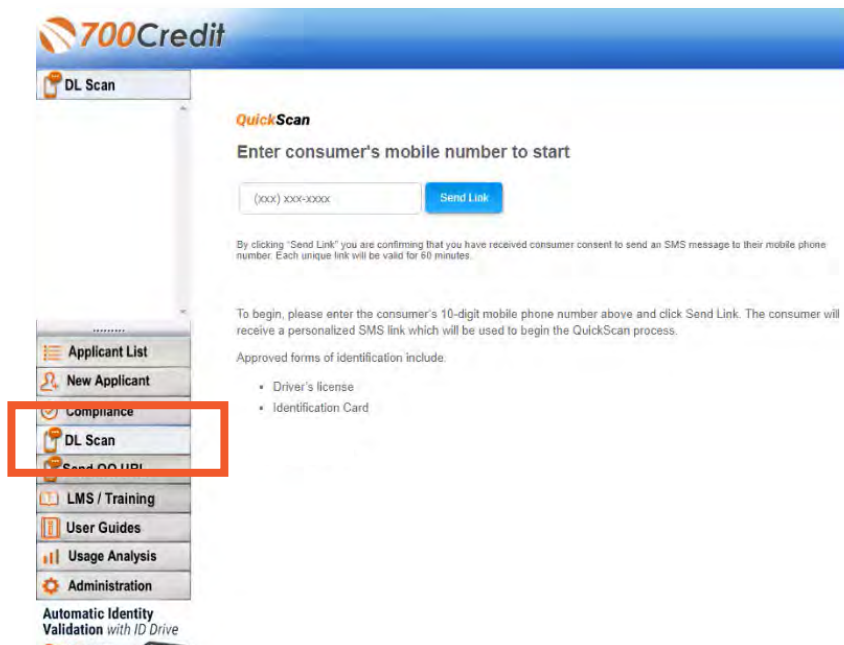 700Credit
DL Scan
QuickScan
Enter consumer's mobile number to start
(xxx) xxx-xxxx
Send Link
By clicking "Send Link" you are confirming that you have received consumer consent to send an SMS message to their mobile phone
number. Each unique link will be valid for 60 minutes.
To begin, please enter the consumer's 10-digit mobile phone number above and click Send Link. The consumer will
receive a personalized SMS link which will be used to begin the QuickScan process.
Approved forms of identification include:
• Driver's license
• Identification Card
Applicant List
New Applicant
Compliance
DL Scan
Send QQ URL
LMS / Training
User Guides
Usage Analysis
Administration
Automatic Identity
Validation with ID Drive